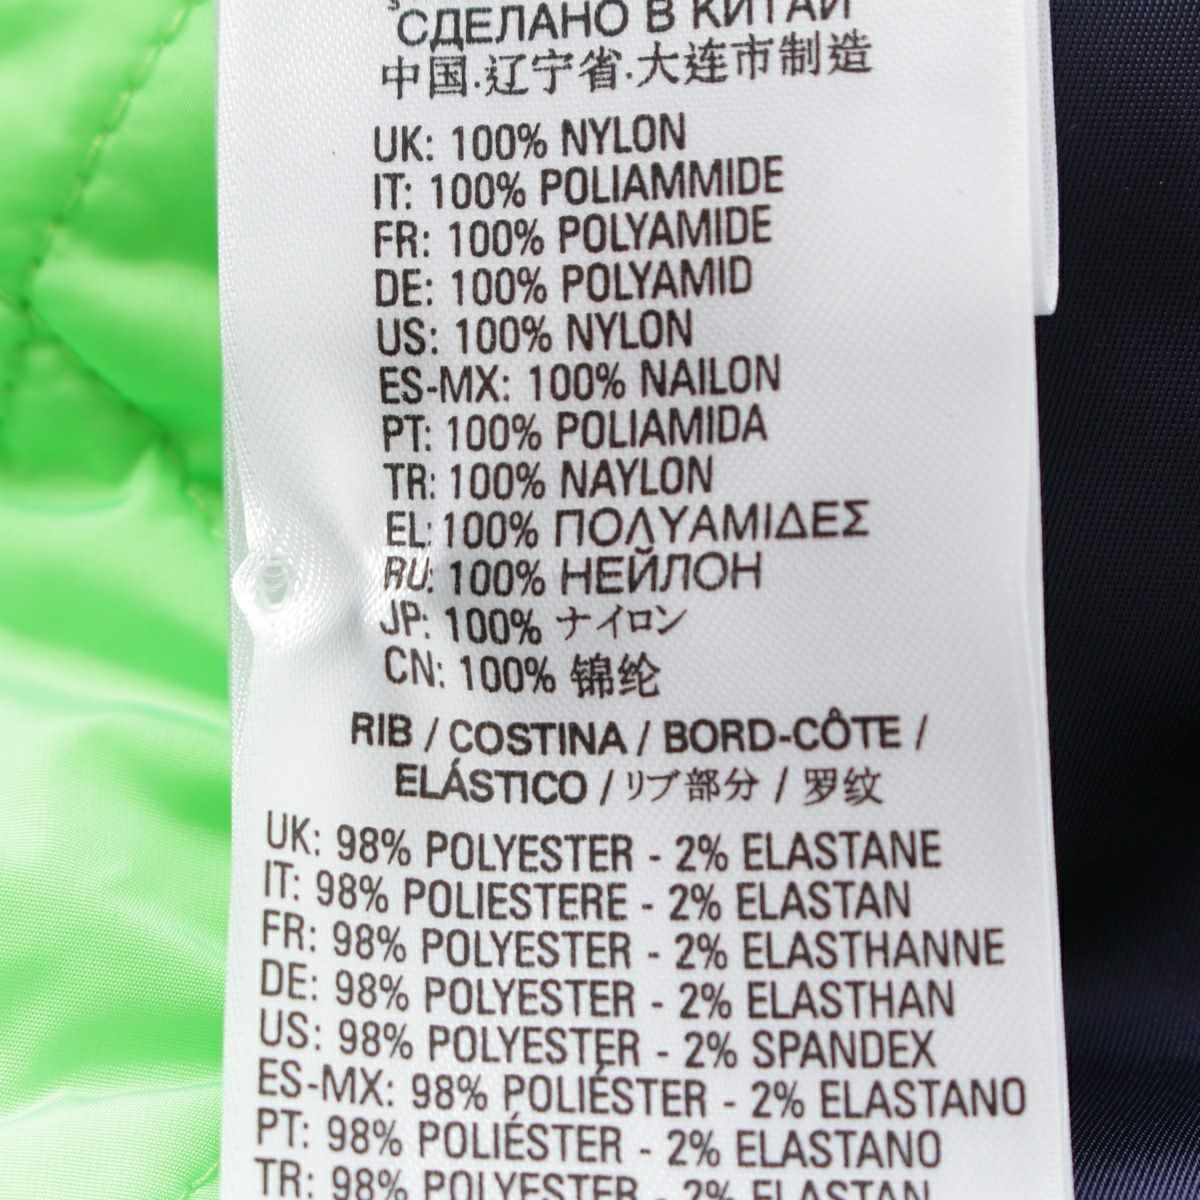 СДЕЛАНО В КИТАЙ
中国.辽宁省.大连市制造
UK: 100% NYLON
IT: 100% POLIAMMIDE
FR: 100% POLYAMIDE
DE: 100% POLYAMID
US: 100% NYLON
ES-MX: 100% NAILON
PT: 100% POLIAMIDA
TR: 100% NAYLON
EL: 100% ΠΟΛΥΑΜΙΔΕΣ
RU: 100% НЕЙЛОН
JP: 100% ナイロン
CN: 100% 锦纶
RIB / COSTINA / BORD-CÔTE /
ELÁSTICO / リブ部分 / 罗纹
UK: 98% POLYESTER - 2% ELASTANE
IT: 98% POLIESTERE - 2% ELASTAN
FR: 98% POLYESTER - 2% ELASTHANNE
DE: 98% POLYESTER - 2% ELASTHAN
US: 98% POLYESTER - 2% SPANDEX
ES-MX: 98% POLIÉSTER - 2% ELASTANO
PT: 98% POLIÉSTER - 2% ELASTANO
TR: 98% POLYESTER - 2% ELASTAN